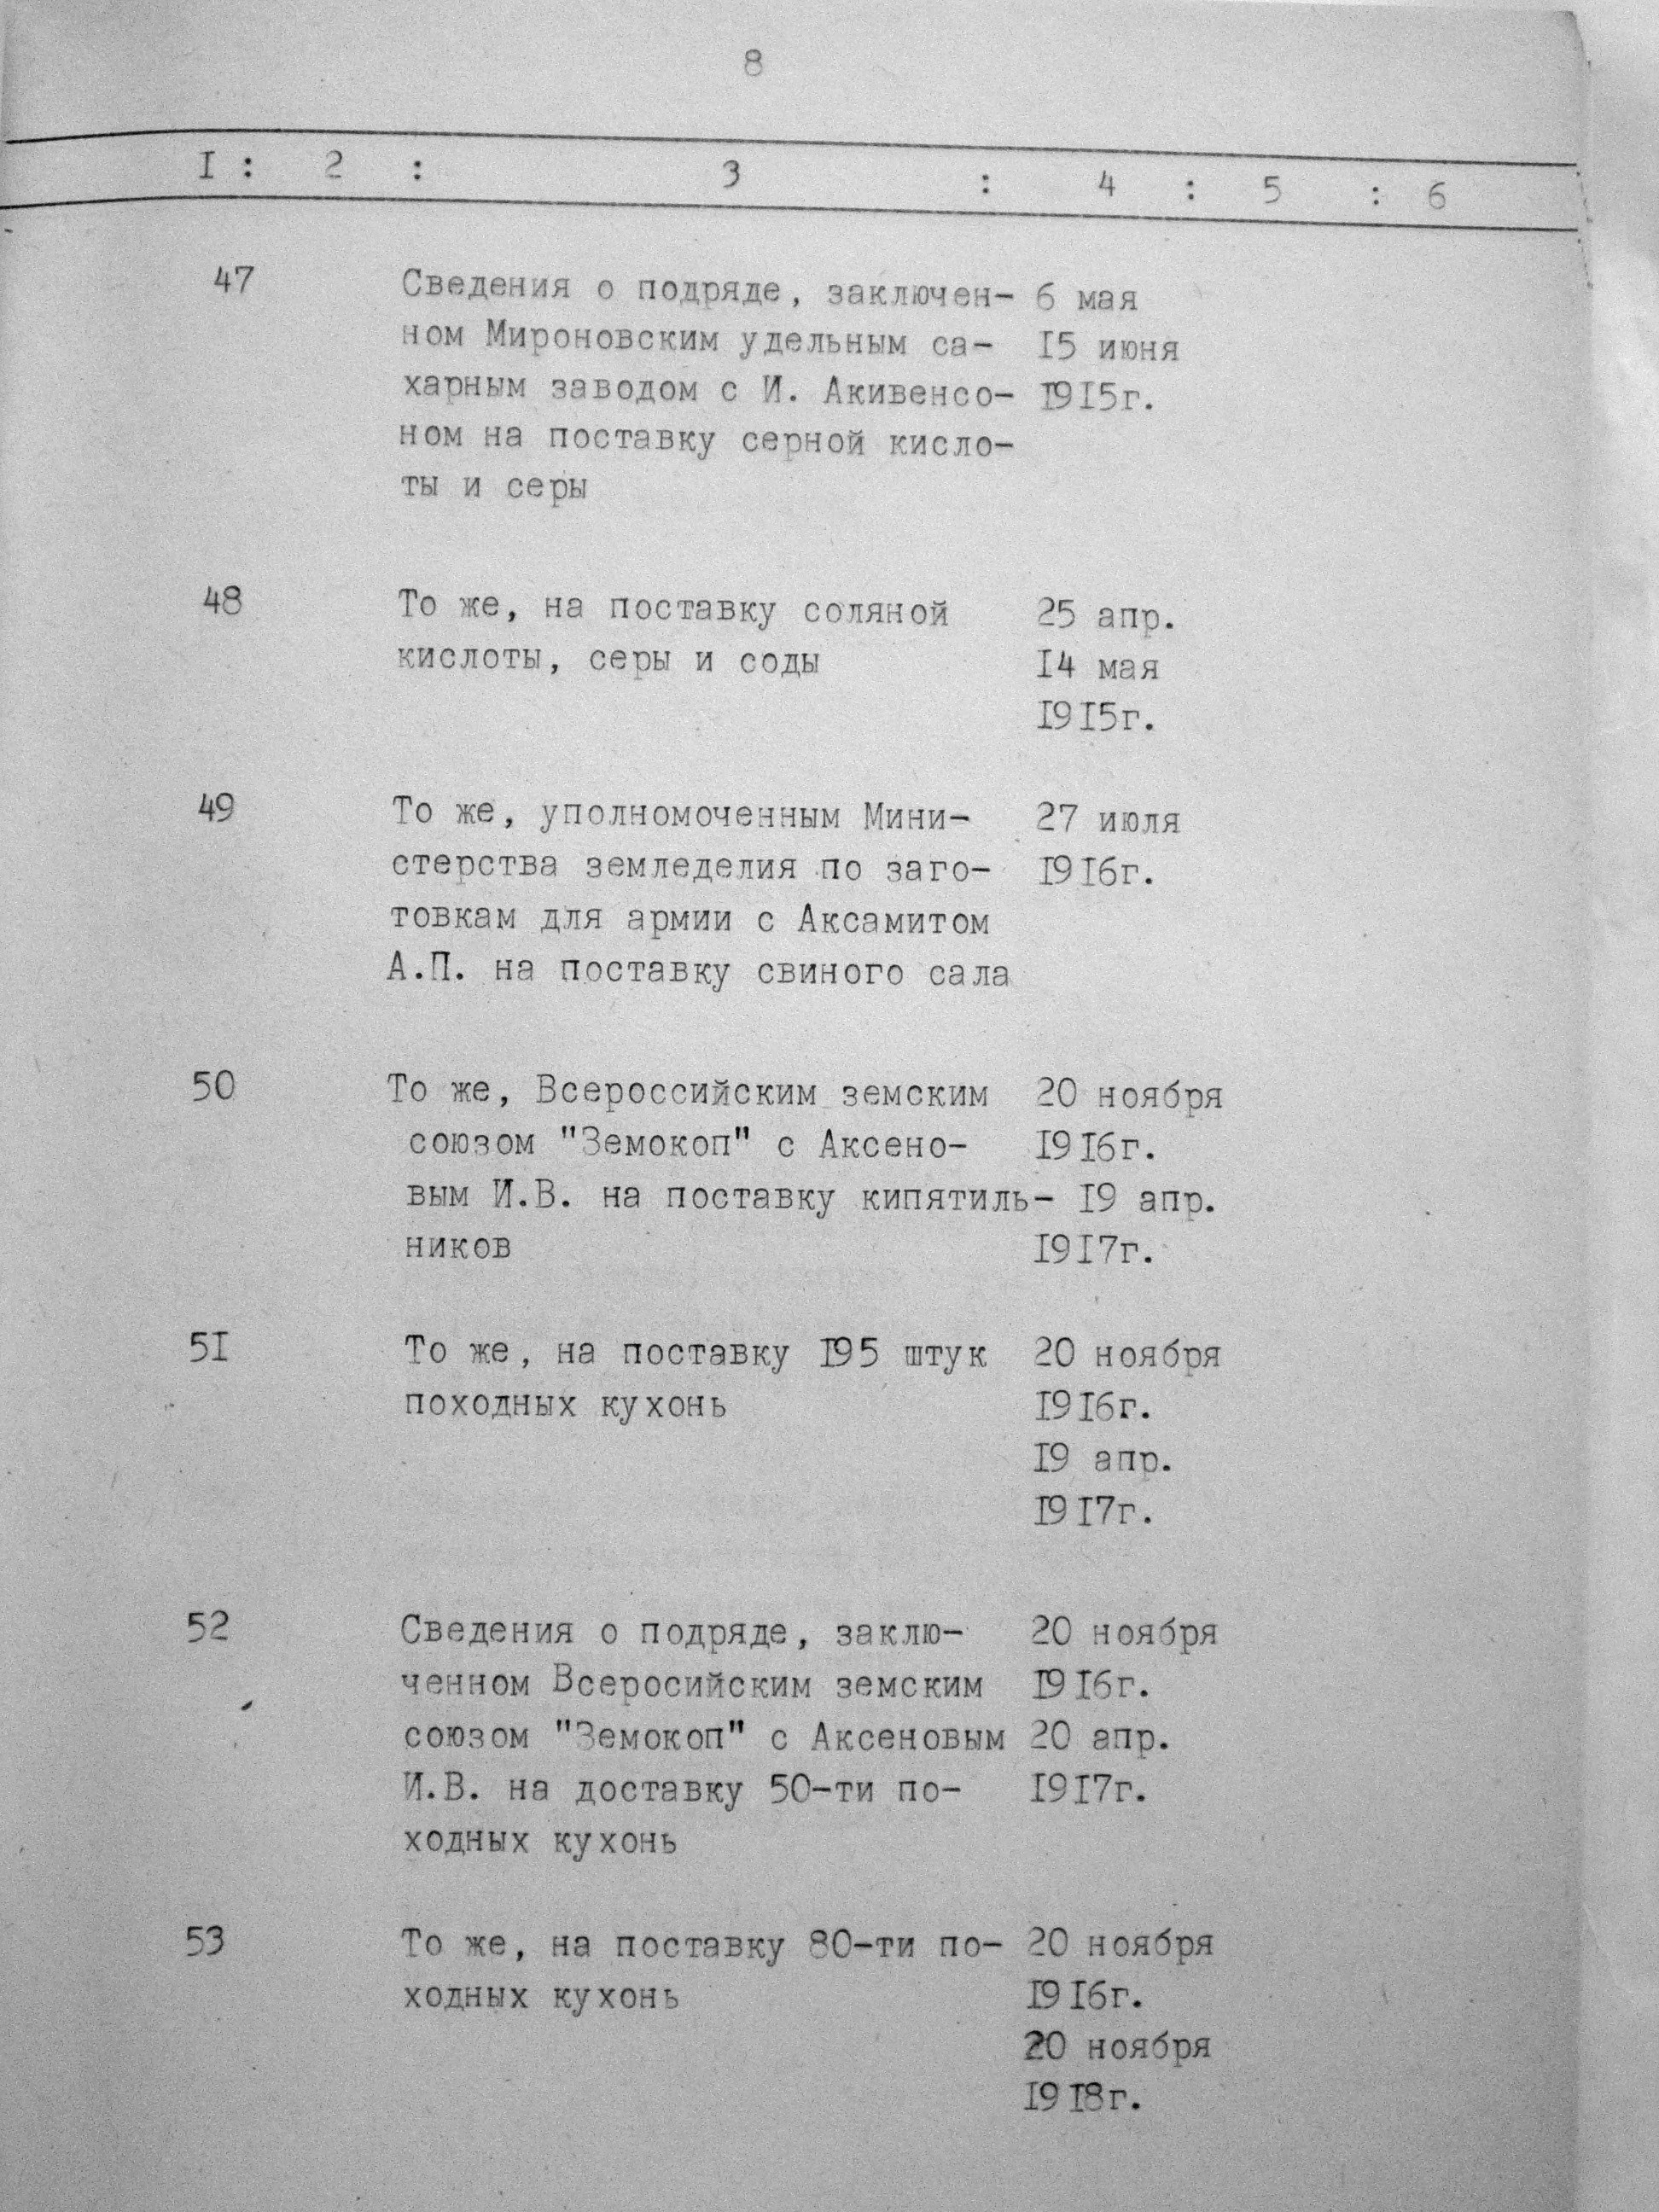 8
I : 2 : 3 : 4 : 5 : 6
47 Сведения о подряде, заключен- 6 мая
ном Мироновским удельным са- I5 июня
харным заводом с И. Акивенсо- I9I5г.
ном на поставку серной кисло-
ты и серы
48 То же, на поставку соляной 25 апр.
кислоты, серы и соды I4 мая
I9I5г.
49 То же, уполномоченным Мини- 27 июля
стерства земледелия по заго- I9I6г.
товкам для армии с Аксамитом
А.П. на поставку свиного сала
50 То же, Всероссийским земским 20 ноября
союзом "Земокоп" с Аксено- I9I6г.
вым И.В. на поставку кипятиль- I9 апр.
ников I9I7г.
5I То же, на поставку I95 штук 20 ноября
походных кухонь I9I6г.
I9 апр.
I9I7г.
52 Сведения о подряде, заклю- 20 ноября
ченном Всеросийским земским I9I6г.
союзом "Земокоп" с Аксеновым 20 апр.
И.В. на доставку 50-ти по- I9I7г.
ходных кухонь
53 То же, на поставку 80-ти по- 20 ноября
ходных кухонь I9I6г.
20 ноября
I9I8г.